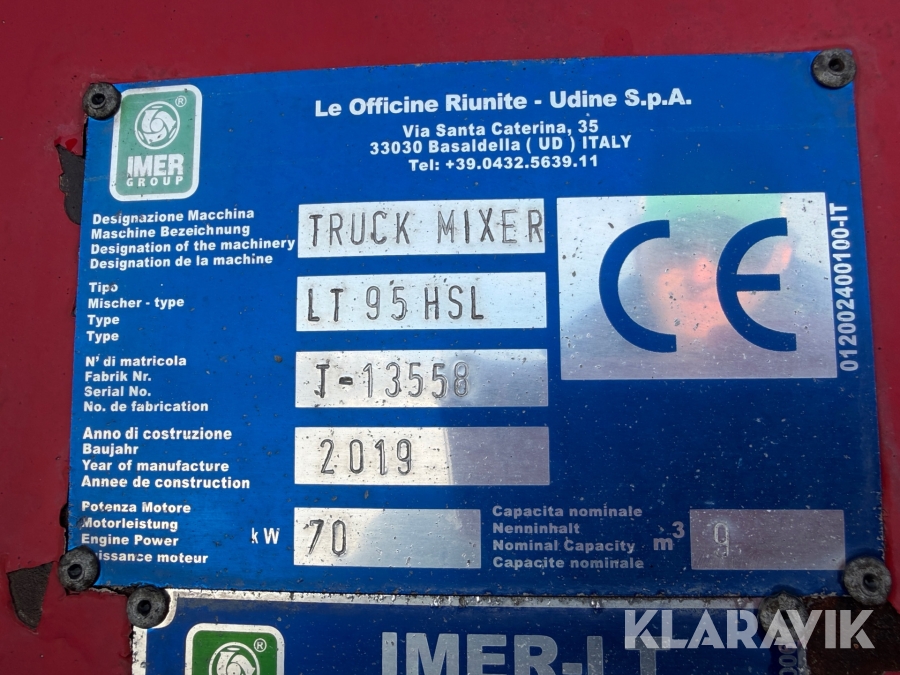 IMER
GROUP
®
Le Officine Riunite - Udine S.p.A.
Via Santa Caterina, 35
33030 Basaldella ( UD ) ITALY
Tel: +39.0432.5639.11
Designazione Macchina
Maschine Bezeichnung
Designation of the machinery
Designation de la machine
TRUCK MIXER
Tipo
Mischer - type
Type
Type
LT 95 HSL
N° di matricola
Fabrik Nr.
Serial No.
No. de fabrication
T-13558
Anno di costruzione
Baujahr
Year of manufacture
Annee de construction
2019
Potenza Motore
Motorleistung
Engine Power
Puissance moteur
kW 70
Capacita nominale
Nenninhalt
Nominal Capacity
Capacite nominale
m3 9
CE
012002400100-IT
®
IMER-LT
KLARAVIK